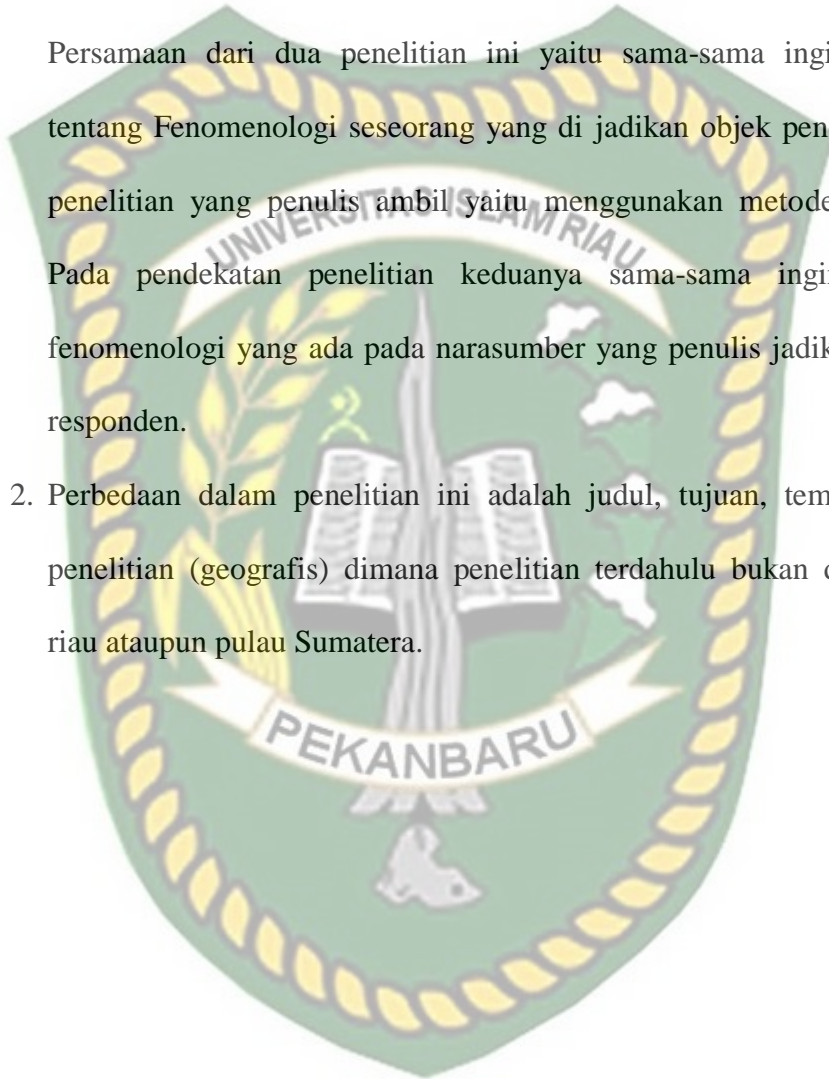 Persamaan dari dua penelitian ini yaitu sama-sama ingi
tentang Fenomenologi seseorang yang di jadikan objek pen
penelitian yang penulis ambil yaitu menggunakan metode
UNIVERSITAS ISLAM RIAU
Pada pendekatan penelitian keduanya sama-sama ingi
fenomenologi yang ada pada narasumber yang penulis jadik
responden.
2. Perbedaan dalam penelitian ini adalah judul, tujuan, tem
penelitian (geografis) dimana penelitian terdahulu bukan
riau ataupun pulau Sumatera.
PEKANBARU